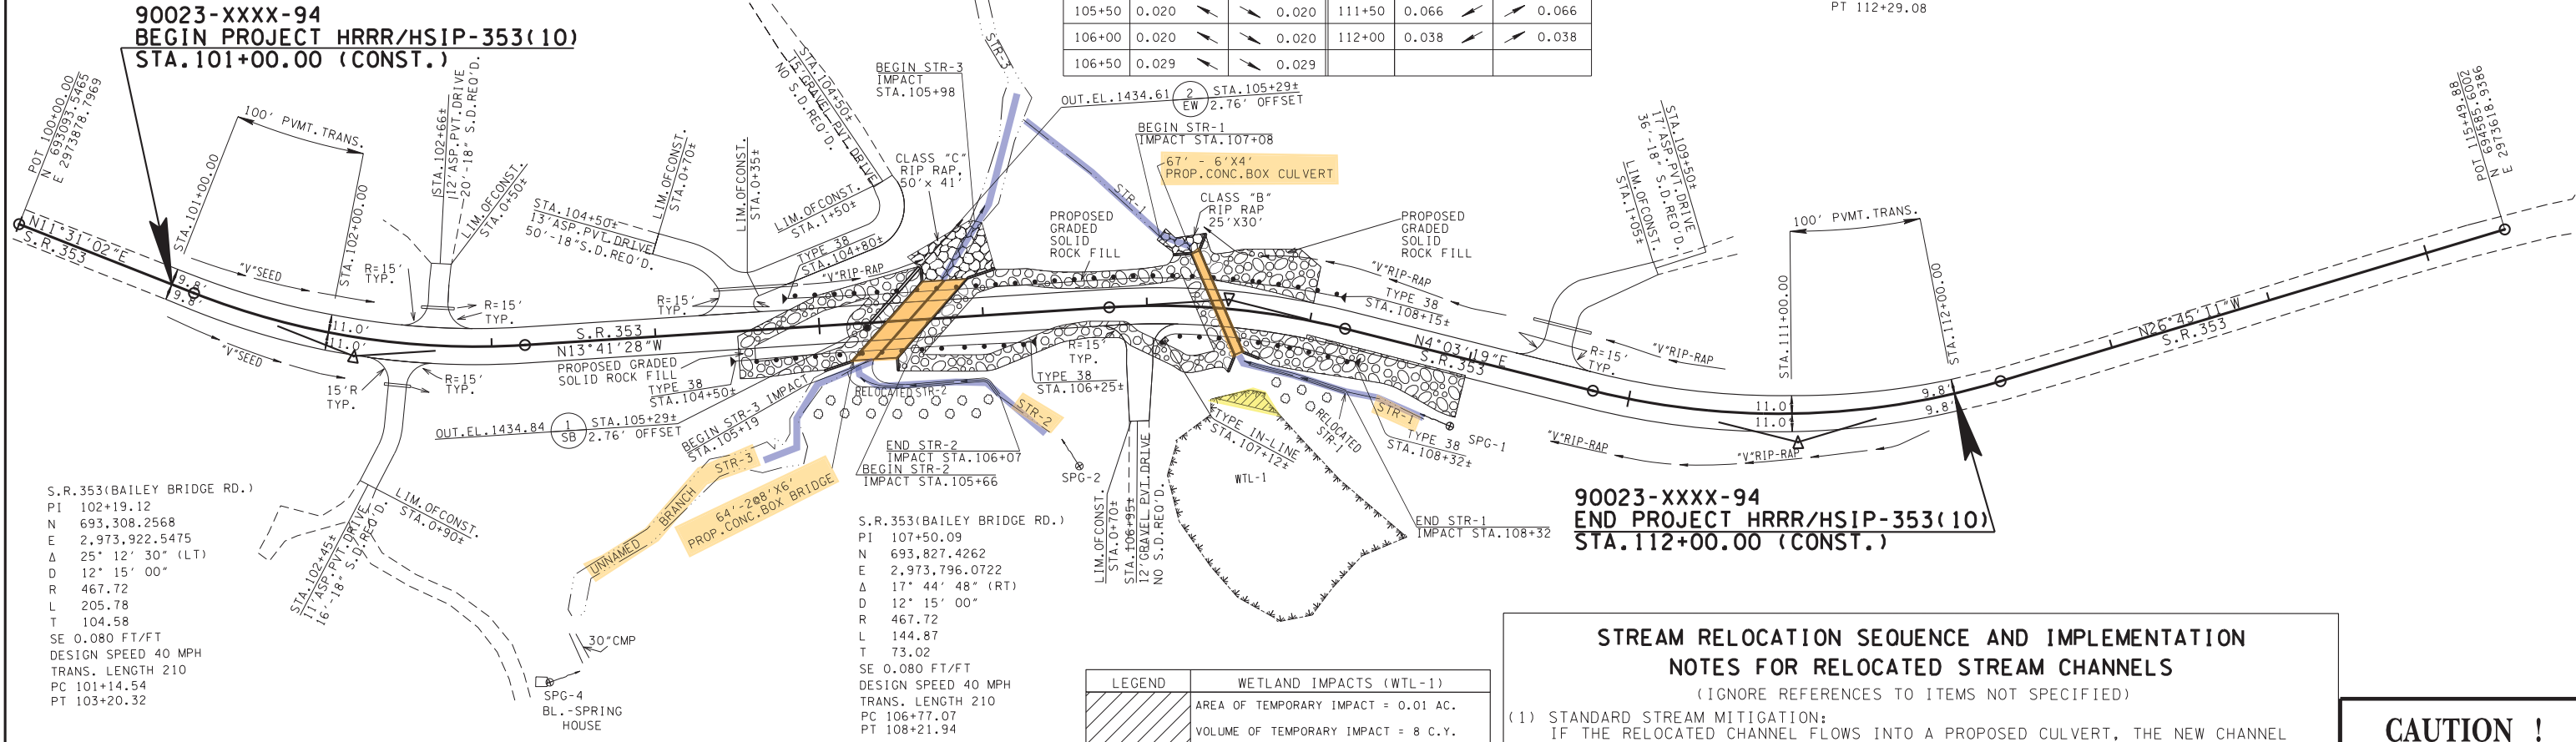 90023-XXXX-94
BEGIN PROJECT HRRR/HSIP-353(10)
STA.101+00.00 (CONST.)
POT 100+00.00
N 693093.5465
E 2973878.7969
N11°31'02"E
S.R.353
STA.101+00.00
100' PVMT.TRANS.
STA.102+00.00
9.8'
9.8'
"V"SEED
"V"SEED
11.0'
11.0'
R=15'
TYP.
STA.102+66±
12'ASP.PVT.DRIVE
20'-18" S.D.REQ'D.
LIM.OFCONST.
STA.0+50±
R=15'
TYP.
15'R
TYP.
R=15'
TYP.
STA.104+50±
13'ASP.PVT.DRIVE
50'-18"S.D.REQ'D.
LIM.OFCONST.
STA.0+70±
LIM.OFCONST.
STA.0+35±
R=15'
TYP.
STA.104+50±
15'GRAVEL PVT.DRIVE
NO S.D.REQ'D.
LIM.OFCONST.
STA.1+50±
TYPE 38
STA.104+80±
"V"RIP-RAP
S.R.353
N13°41'28"W
PROPOSED GRADED
SOLID ROCK FILL
TYPE 38
STA.104+50±
OUT.EL.1434.84
1
SB
STA.105+29±
2.76' OFFSET
BEGIN STR-3
IMPACT
STA.105+98
CLASS "C"
RIP RAP,
50'x 41'
STR-3
OUT.EL.1434.61
2
EW
STA.105+29±
2.76' OFFSET
105+50 0.020 0.020 111+50 0.066 0.066
106+00 0.020 0.020 112+00 0.038 0.038
106+50 0.029 0.029
PT 112+29.08
BEGIN STR-1
IMPACT STA.107+08
67' - 6'X4'
PROP.CONC.BOX CULVERT
STR-1
CLASS "B"
RIP RAP
25'X30'
PROPOSED
GRADED
SOLID
ROCK FILL
PROPOSED
GRADED
SOLID
ROCK FILL
"V"RIP-RAP
TYPE 38
STA.108+15±
LIM.OFCONST.
STA.1+05±
STA.109+50±
17'ASP.PVT.DRIVE
36'-18" S.D.REQ'D.
"V"RIP-RAP
R=15'
TYP.
N4°03'19"E
S.R.353
100' PVMT.TRANS.
STA.111+00.00
STA.112+00.00
11.0'
11.0'
9.8'
9.8'
N26°45'11"W
S.R.353
POT 115+49.88
N 694585.6002
E 2973618.9386
"V"RIP-RAP
"V"RIP-RAP
BEGIN STR-3 IMPACT
STA.105+19
RELOCATED STR-2
R=15'
TYP.
TYPE 38
STA.106+25±
STR-2
END STR-2
IMPACT STA.106+07
BEGIN STR-2
IMPACT STA.105+66
SPG-2
STR-3
UNNAMED BRANCH
64'-2@8'X6'
PROP.CONC.BOX BRIDGE
LIM.OFCONST.
STA.0+70±
STA.106+95±
12'GRAVEL PVT.DRIVE
NO S.D.REQ'D.
TYPE IN-LINE
STA.107+12±
WTL-1
RELOCATED
STR-1
STR-1
TYPE 38
STA.108+32±
SPG-1
END STR-1
IMPACT STA.108+32
90023-XXXX-94
END PROJECT HRRR/HSIP-353(10)
STA.112+00.00 (CONST.)
S.R.353(BAILEY BRIDGE RD.)
PI 102+19.12
N 693,308.2568
E 2,973,922.5475
Δ 25° 12' 30" (LT)
D 12° 15' 00"
R 467.72
L 205.78
T 104.58
SE 0.080 FT/FT
DESIGN SPEED 40 MPH
TRANS. LENGTH 210
PC 101+14.54
PT 103+20.32
STA.102+45±
11'ASP.PVT.DRIVE
16'-18" S.D.REQ'D.
LIM.OFCONST.
STA.0+90±
30"CMP
SPG-4
BL.-SPRING
HOUSE
S.R.353(BAILEY BRIDGE RD.)
PI 107+50.09
N 693,827.4262
E 2,973,796.0722
Δ 17° 44' 48" (RT)
D 12° 15' 00"
R 467.72
L 144.87
T 73.02
SE 0.080 FT/FT
DESIGN SPEED 40 MPH
TRANS. LENGTH 210
PC 106+77.07
PT 108+21.94
LEGEND WETLAND IMPACTS (WTL-1)
AREA OF TEMPORARY IMPACT = 0.01 AC.
VOLUME OF TEMPORARY IMPACT = 8 C.Y.
STREAM RELOCATION SEQUENCE AND IMPLEMENTATION
NOTES FOR RELOCATED STREAM CHANNELS
(IGNORE REFERENCES TO ITEMS NOT SPECIFIED)
(1) STANDARD STREAM MITIGATION:
IF THE RELOCATED CHANNEL FLOWS INTO A PROPOSED CULVERT, THE NEW CHANNEL
CAUTION !